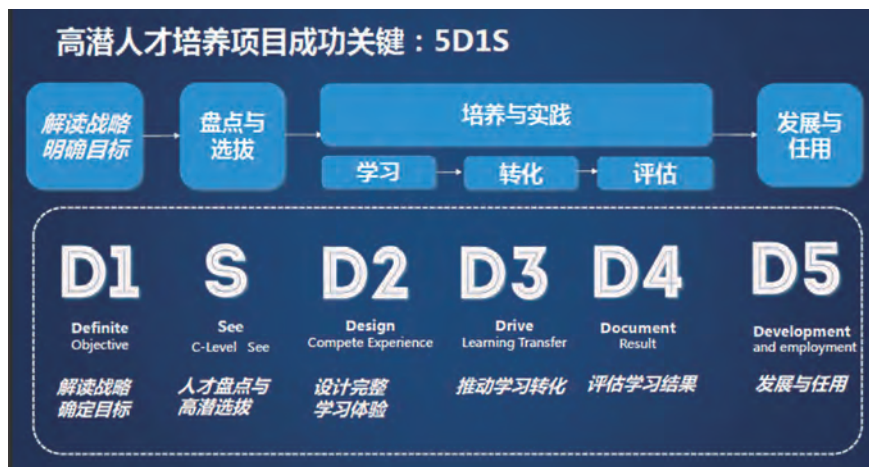 高潜人才培养项目成功关键：5D1S
解读战略
明确目标
盘点与
选拔
培养与实践
发展与
任用
学习
转化
评估
D1
S
D2
D3
D4
D5
Definite
Objective
See
C-Level See
Design
Compete Experience
Drive
Learning Transfer
Document
Result
Development
and employment
解读战略
确定目标
人才盘点与
高潜选拔
设计完整
学习体验
推动学习转化
评估学习结果
发展与任用